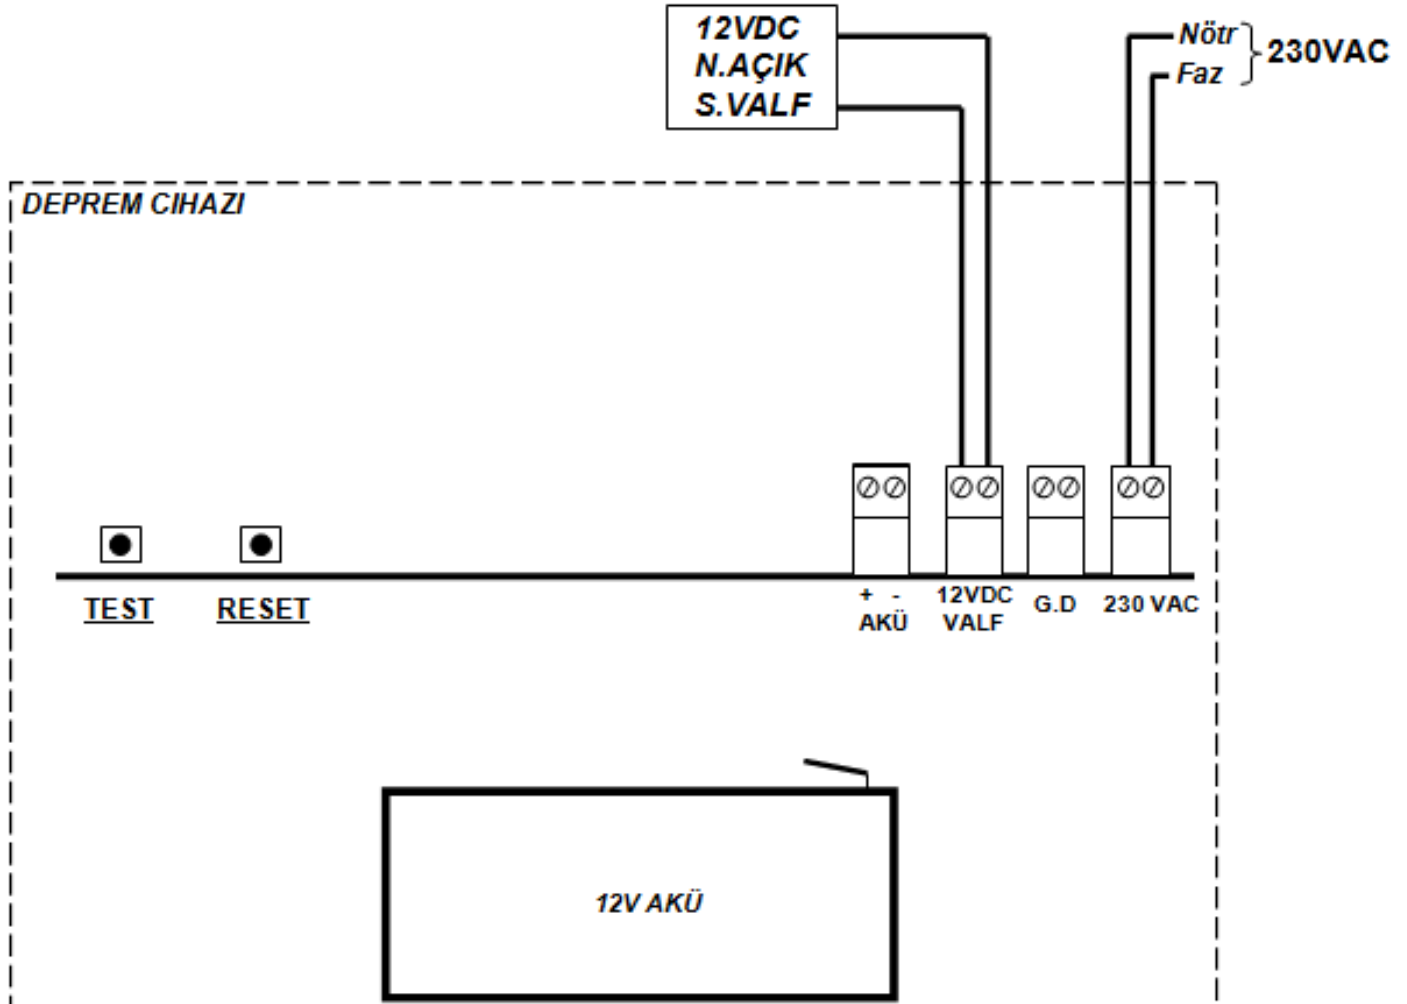 12VDC
N.AÇIK
S.VALF
Nötr
Faz
230VAC
DEPREM CIHAZI
TEST
RESET
+ -
AKÜ
12VDC
VALF
G.D
230 VAC
12V AKÜ